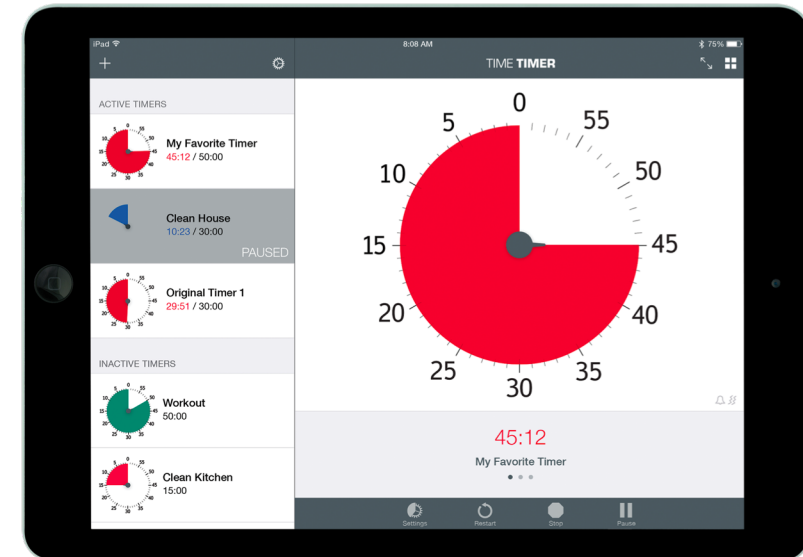 iPad
8:08 AM
75%
TIME TIMER
ACTIVE TIMERS
My Favorite Timer
45:12 / 50:00
Clean House
10:23 / 30:00
PAUSED
Original Timer 1
29:51 / 30:00
INACTIVE TIMERS
Workout
50:00
Clean Kitchen
15:00
0
55
50
45
40
35
30
25
20
15
10
5
45:12
My Favorite Timer
Settings
Restart
Stop
Pause